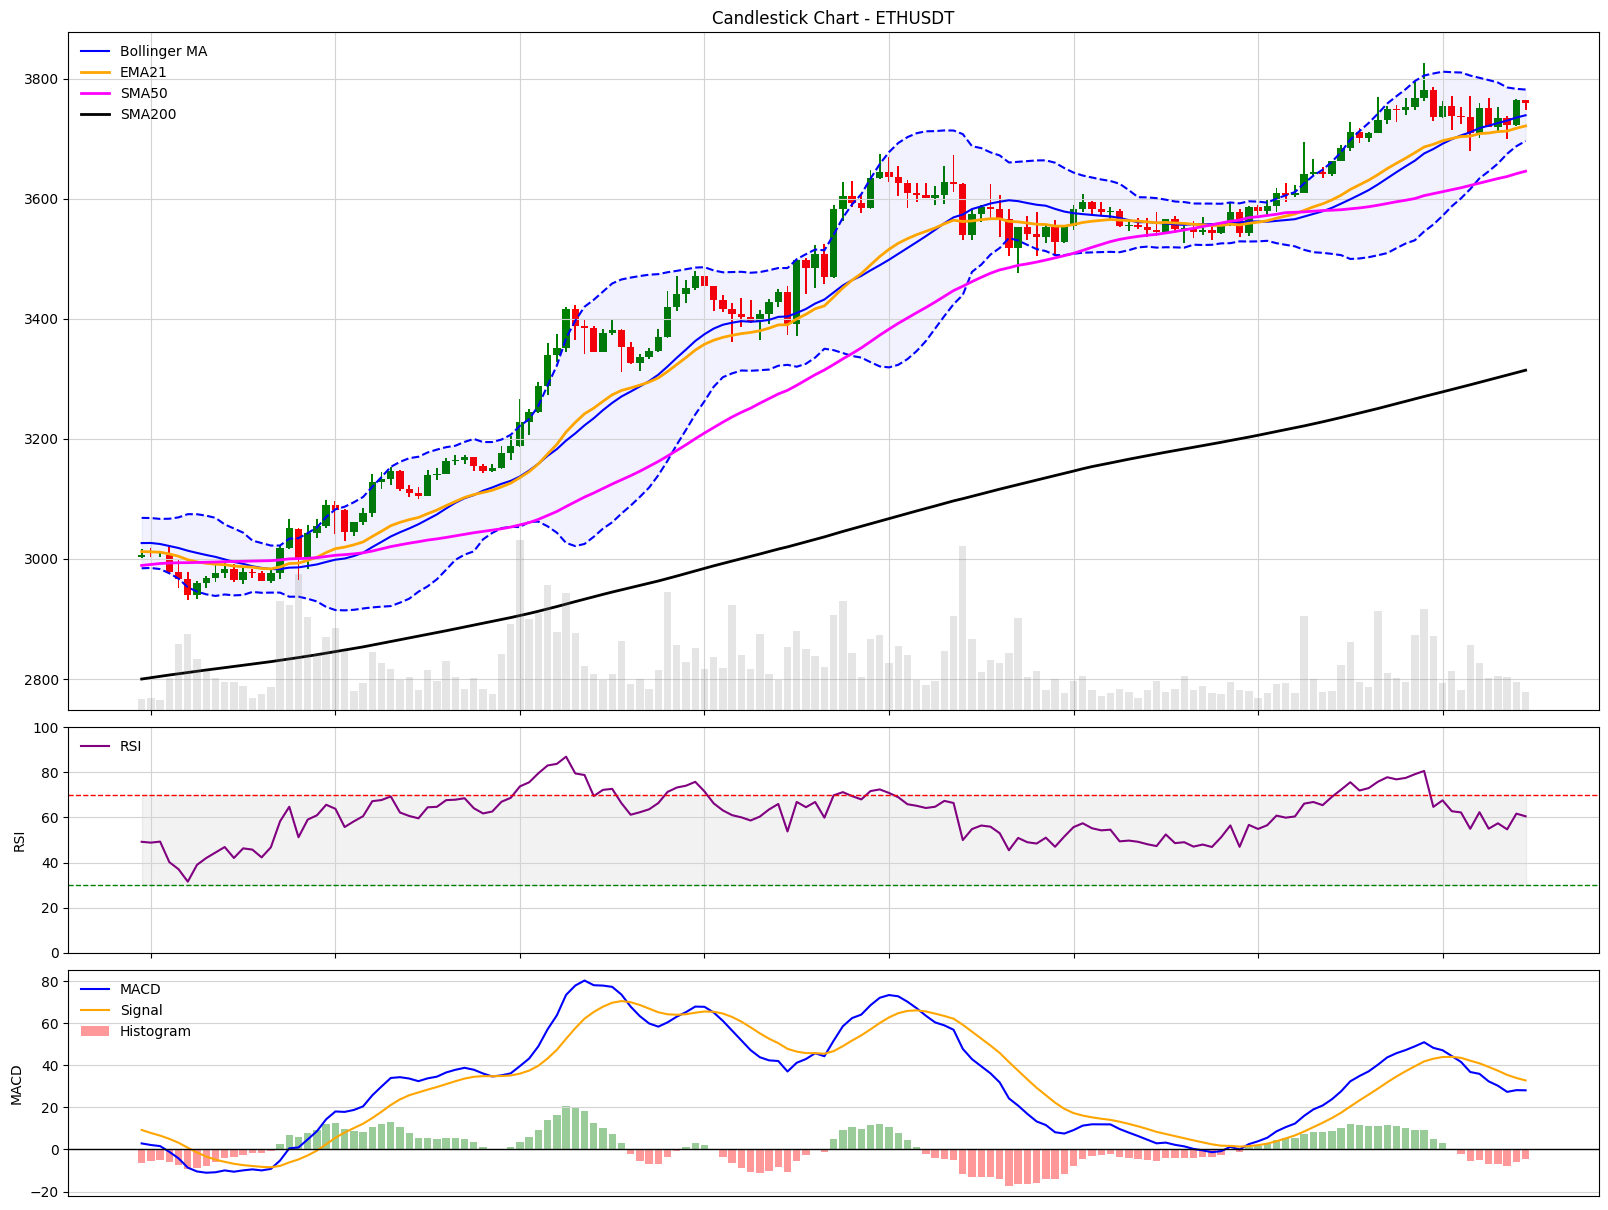 Candlestick Chart - ETHUSDT
Bollinger MA
EMA21
SMA50
SMA200
3800
3600
3400
3200
3000
2800
RSI
100
80
60
40
20
0
RSI
MACD
Signal
Histogram
80
60
40
20
0
−20
MACD